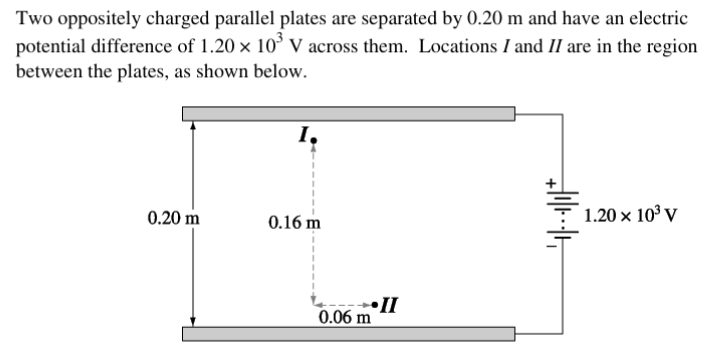 Two oppositely charged parallel plates are separated by 0.20 m and have an electric
potential difference of 1.20 × 10³ V across them. Locations I and II are in the region
between the plates, as shown below.
I
+
0.20 m
0.16 m
1.20 × 10³ V
−
II
0.06 m